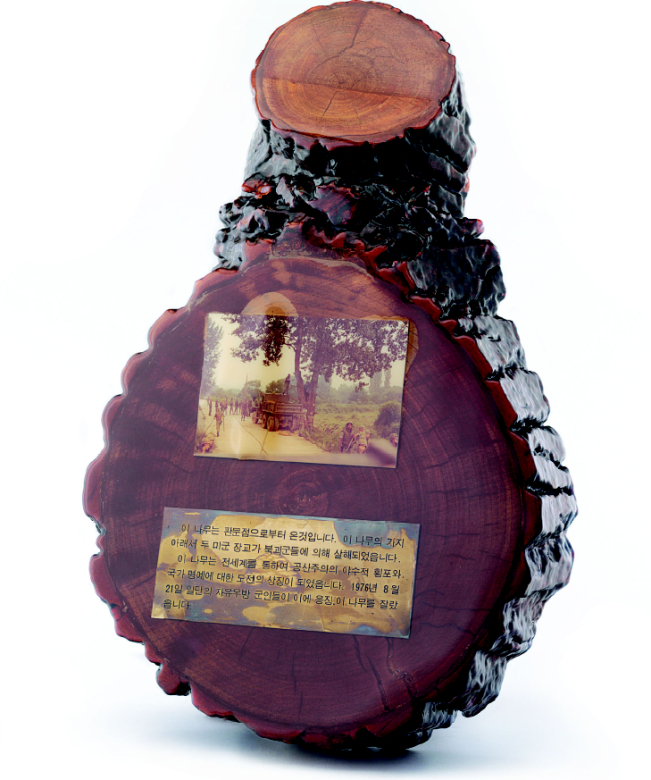 이 나무는 판문점으로부터 온것입니다. 이 나무의 가지
아래서 두 미군 장교가 북괴군들에 의해 살해되었읍니다.
이 나무는 전세계를 통하여 공산주의의 야수적 횡포와,
국가 명예에 대한 도전의 상징이 되었읍니다. 1976년 8월
21일 일단의 자유우방 군인들이 이에 응징, 이 나무를 잘랐
읍니다.